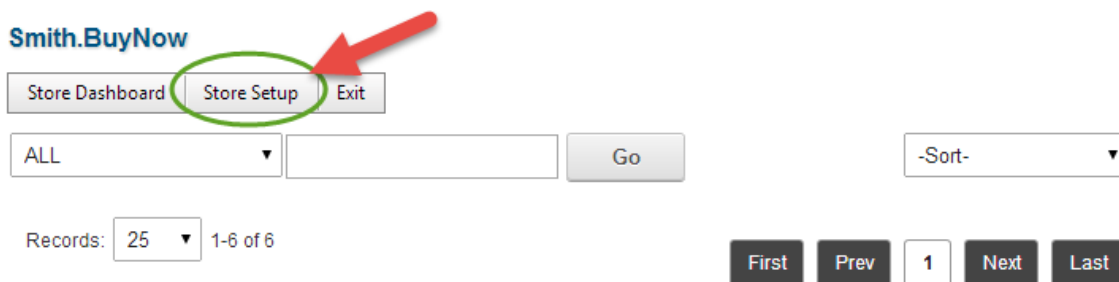 Smith.BuyNow
Store Dashboard Store Setup Exit
ALL Go -Sort-
Records: 25 1-6 of 6
First Prev 1 Next Last